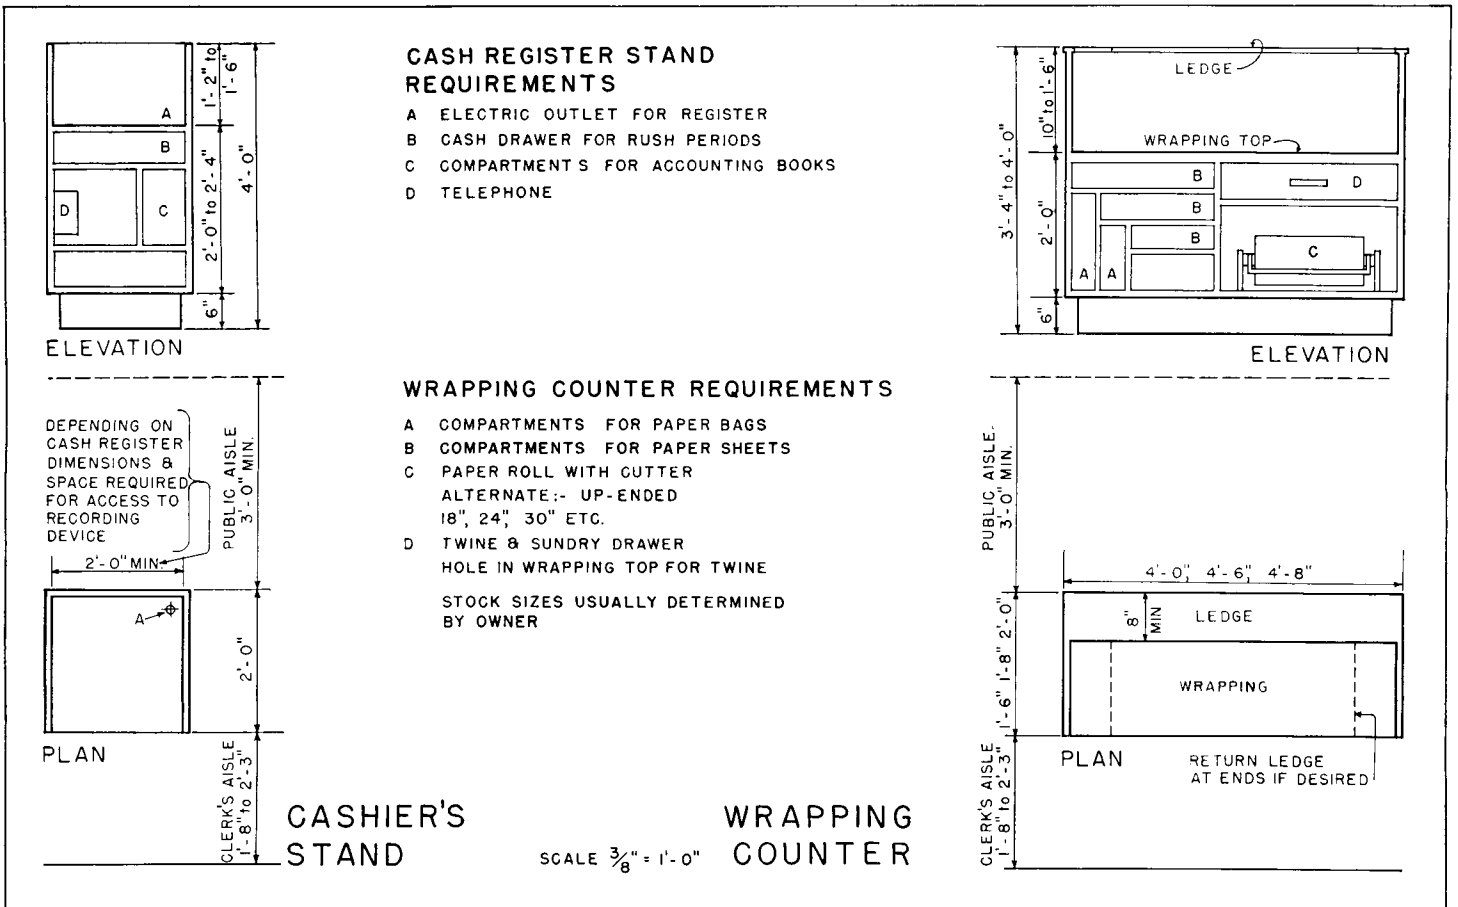 1'-2" to
1'-6"
A
B
D
C
2'-0" to 2'-4"
4'-0"
6"
ELEVATION
CASH REGISTER STAND
REQUIREMENTS
A ELECTRIC OUTLET FOR REGISTER
B CASH DRAWER FOR RUSH PERIODS
C COMPARTMENTS FOR ACCOUNTING BOOKS
D TELEPHONE
LEDGE
10" to 1'-6"
WRAPPING TOP
3'-4" to 4'-0"
2'-0"
B
D
B
B
C
A A
6"
ELEVATION
DEPENDING ON
CASH REGISTER
DIMENSIONS &
SPACE REQUIRED
FOR ACCESS TO
RECORDING
DEVICE
PUBLIC AISLE
3'-0" MIN.
2'-0" MIN.
A
2'-0"
PLAN
CLERK'S AISLE
1'-8" to 2'-3"
WRAPPING COUNTER REQUIREMENTS
A COMPARTMENTS FOR PAPER BAGS
B COMPARTMENTS FOR PAPER SHEETS
C PAPER ROLL WITH CUTTER
ALTERNATE:- UP-ENDED
18", 24", 30" ETC.
D TWINE & SUNDRY DRAWER
HOLE IN WRAPPING TOP FOR TWINE
STOCK SIZES USUALLY DETERMINED
BY OWNER
PUBLIC AISLE
3'-0" MIN.
4'-0", 4'-6", 4'-8"
8"
MIN
LEDGE
1'-6" 1'-8" 2'-0"
WRAPPING
PLAN
RETURN LEDGE
AT ENDS IF DESIRED
CLERK'S AISLE
1'-8" to 2'-3"
CASHIER'S
STAND
SCALE 3/8" = 1'-0"
WRAPPING
COUNTER